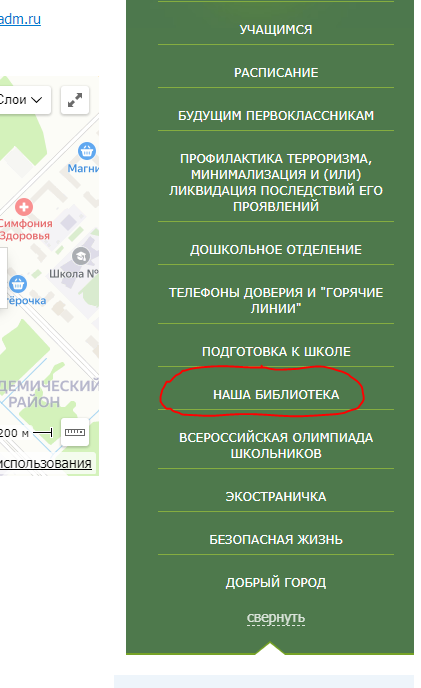 adm.ru
Слои
Магни
Симфония
Здоровья
Школа №
ёрочка
ДЕМИЧЕСКИЙ
РАЙОН
200 м
использования
УЧАЩИМСЯ
РАСПИСАНИЕ
БУДУЩИМ ПЕРВОКЛАССНИКАМ
ПРОФИЛАКТИКА ТЕРРОРИЗМА,
МИНИМАЛИЗАЦИЯ И (ИЛИ)
ЛИКВИДАЦИЯ ПОСЛЕДСТВИЙ ЕГО
ПРОЯВЛЕНИЙ
ДОШКОЛЬНОЕ ОТДЕЛЕНИЕ
ТЕЛЕФОНЫ ДОВЕРИЯ И "ГОРЯЧИЕ
ЛИНИИ"
ПОДГОТОВКА К ШКОЛЕ
НАША БИБЛИОТЕКА
ВСЕРОССИЙСКАЯ ОЛИМПИАДА
ШКОЛЬНИКОВ
ЭКОСТРАНИЧКА
БЕЗОПАСНАЯ ЖИЗНЬ
ДОБРЫЙ ГОРОД
свернуть